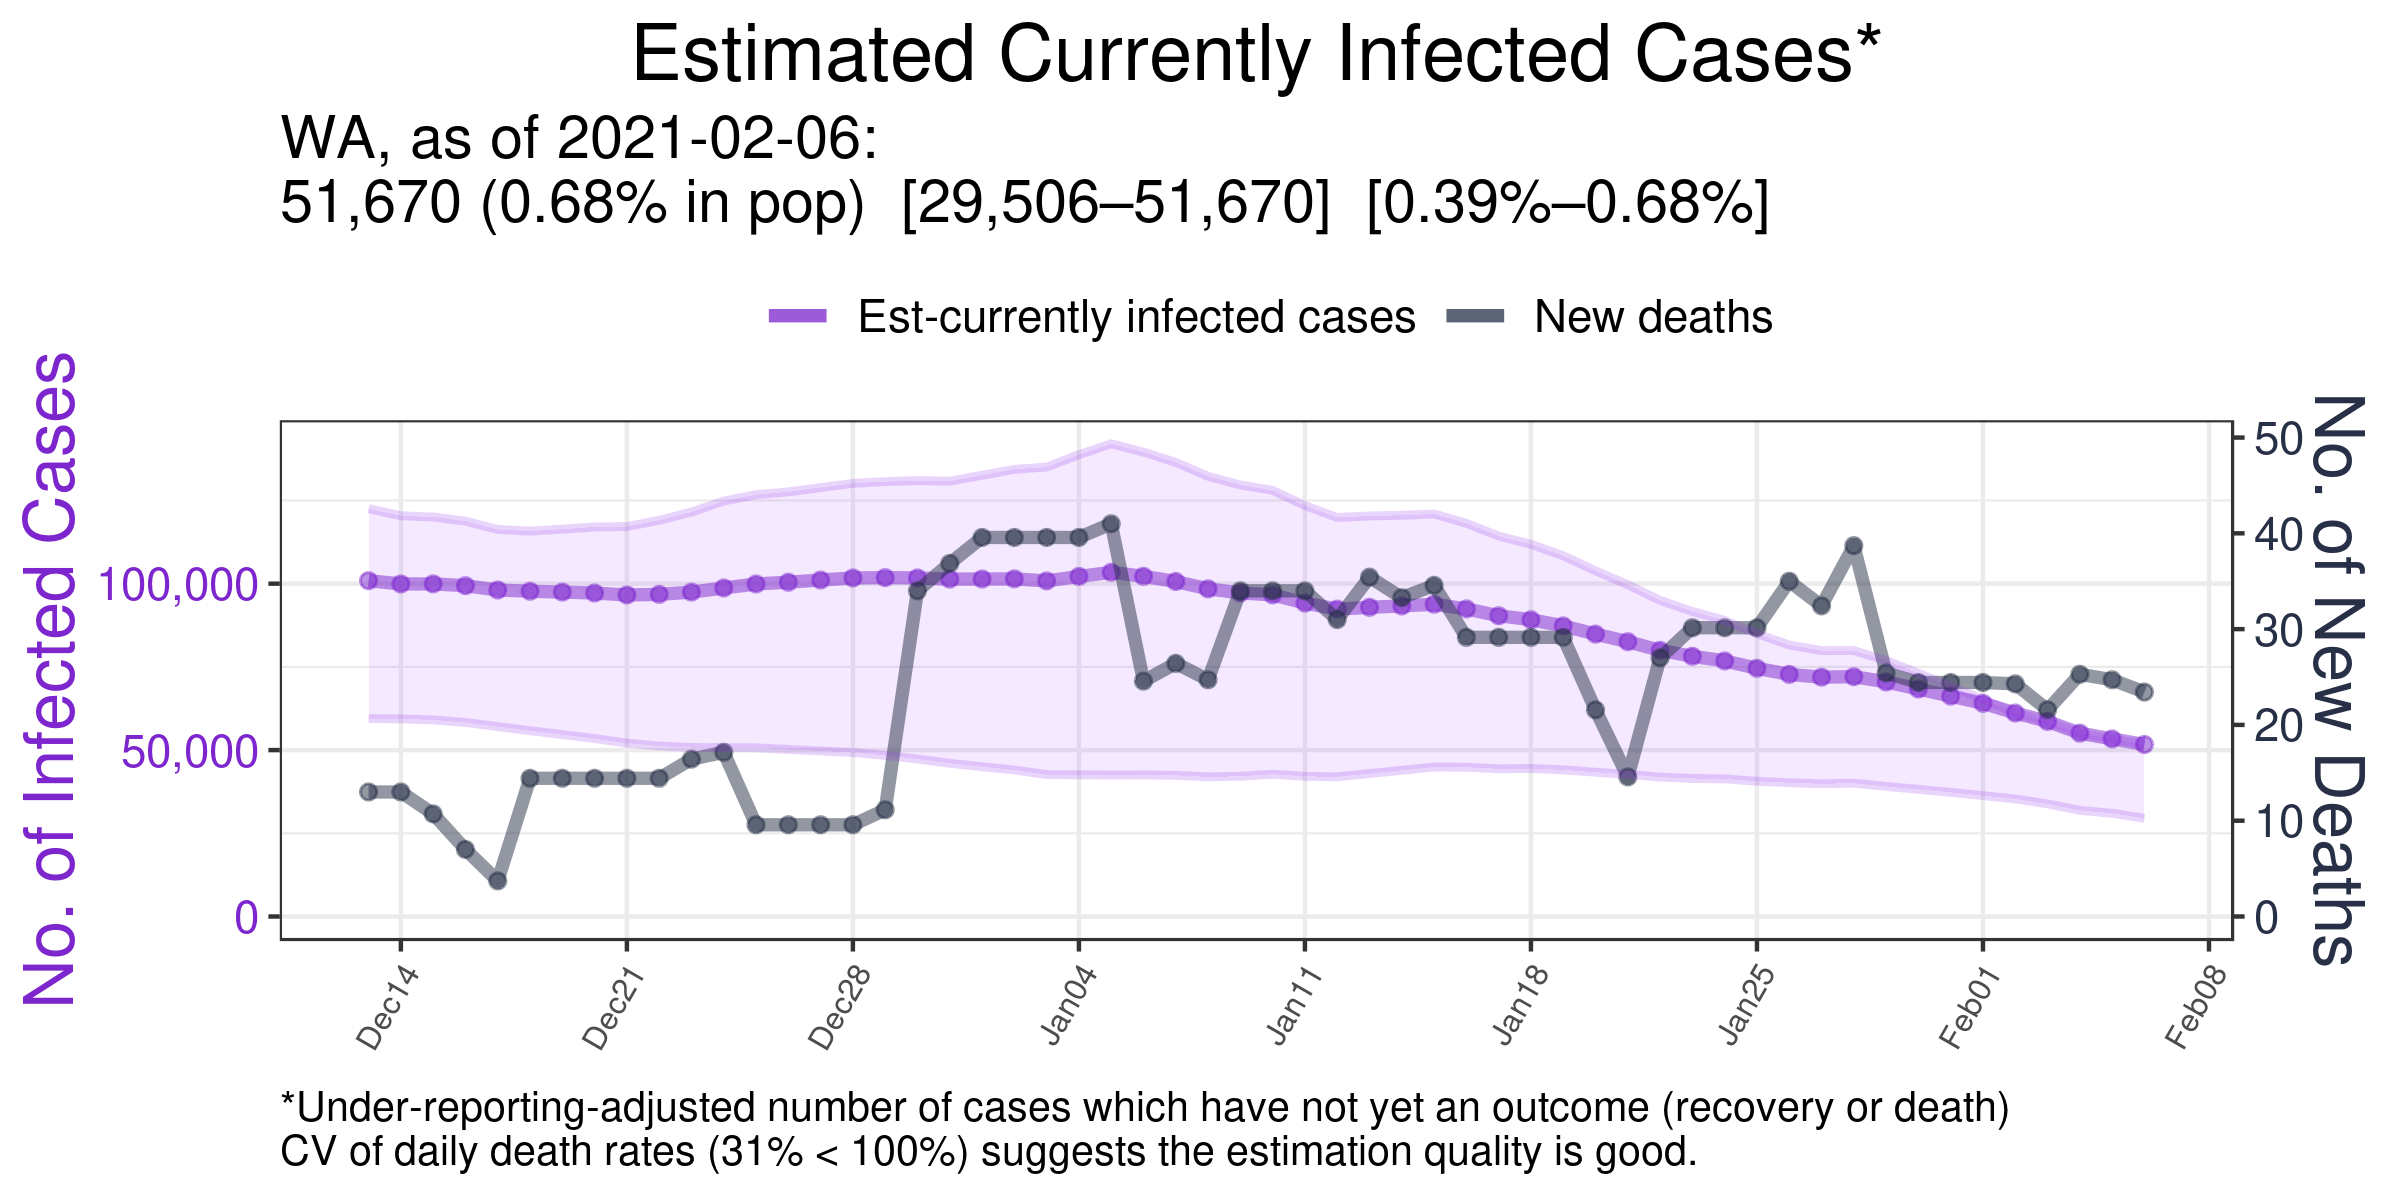 Estimated Currently Infected Cases*
WA, as of 2021-02-06:
51,670 (0.68% in pop)  [29,506–51,670]  [0.39%–0.68%]
Est-currently infected cases
New deaths
No. of Infected Cases
100,000
50,000
0
50
40
30
20
10
0
No. of New Deaths
Dec14
Dec21
Dec28
Jan04
Jan11
Jan18
Jan25
Feb01
Feb08
*Under-reporting-adjusted number of cases which have not yet an outcome (recovery or death)
CV of daily death rates (31% < 100%) suggests the estimation quality is good.